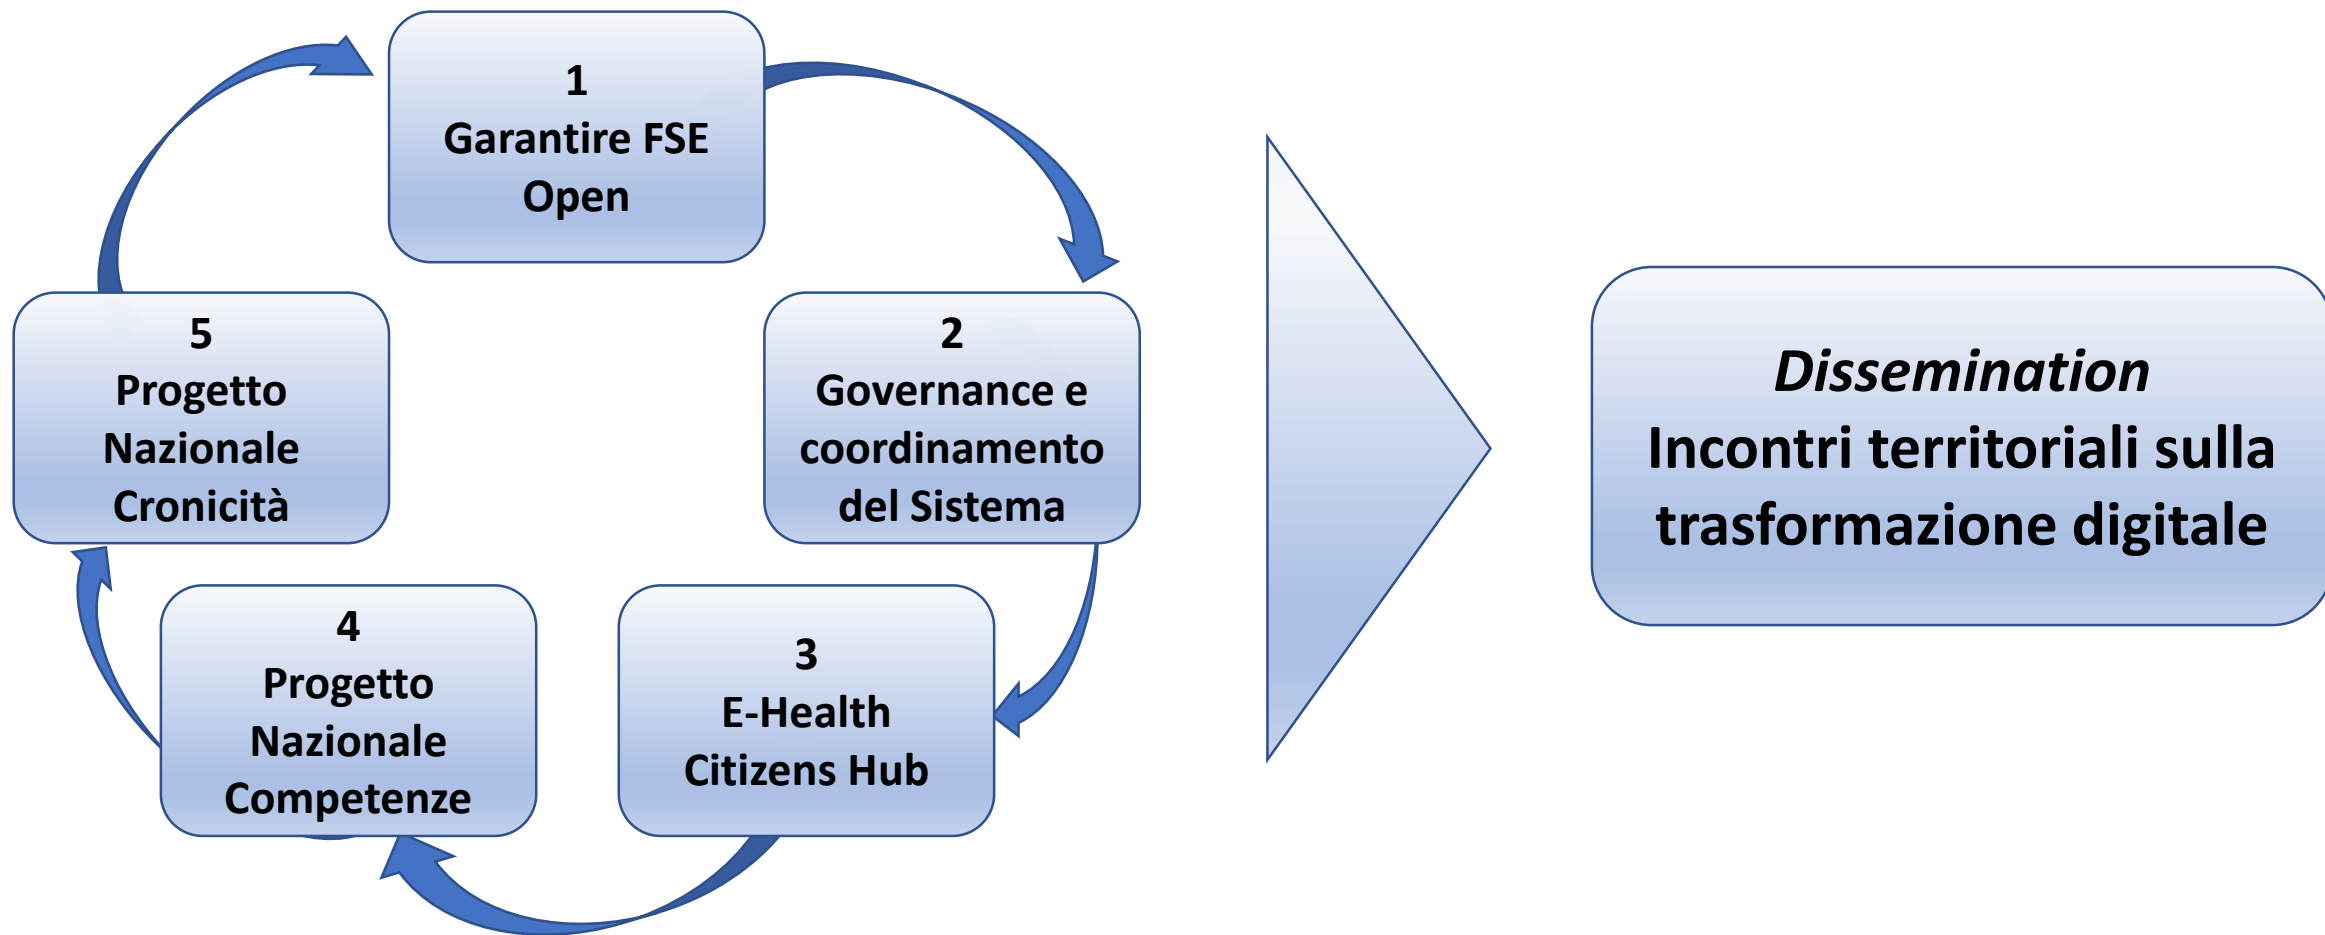 1
Garantire FSE
Open
2
Governance e
coordinamento
del Sistema
3
E-Health
Citizens Hub
4
Progetto
Nazionale
Competenze
5
Progetto
Nazionale
Cronicità
Dissemination
Incontri territoriali sulla
trasformazione digitale